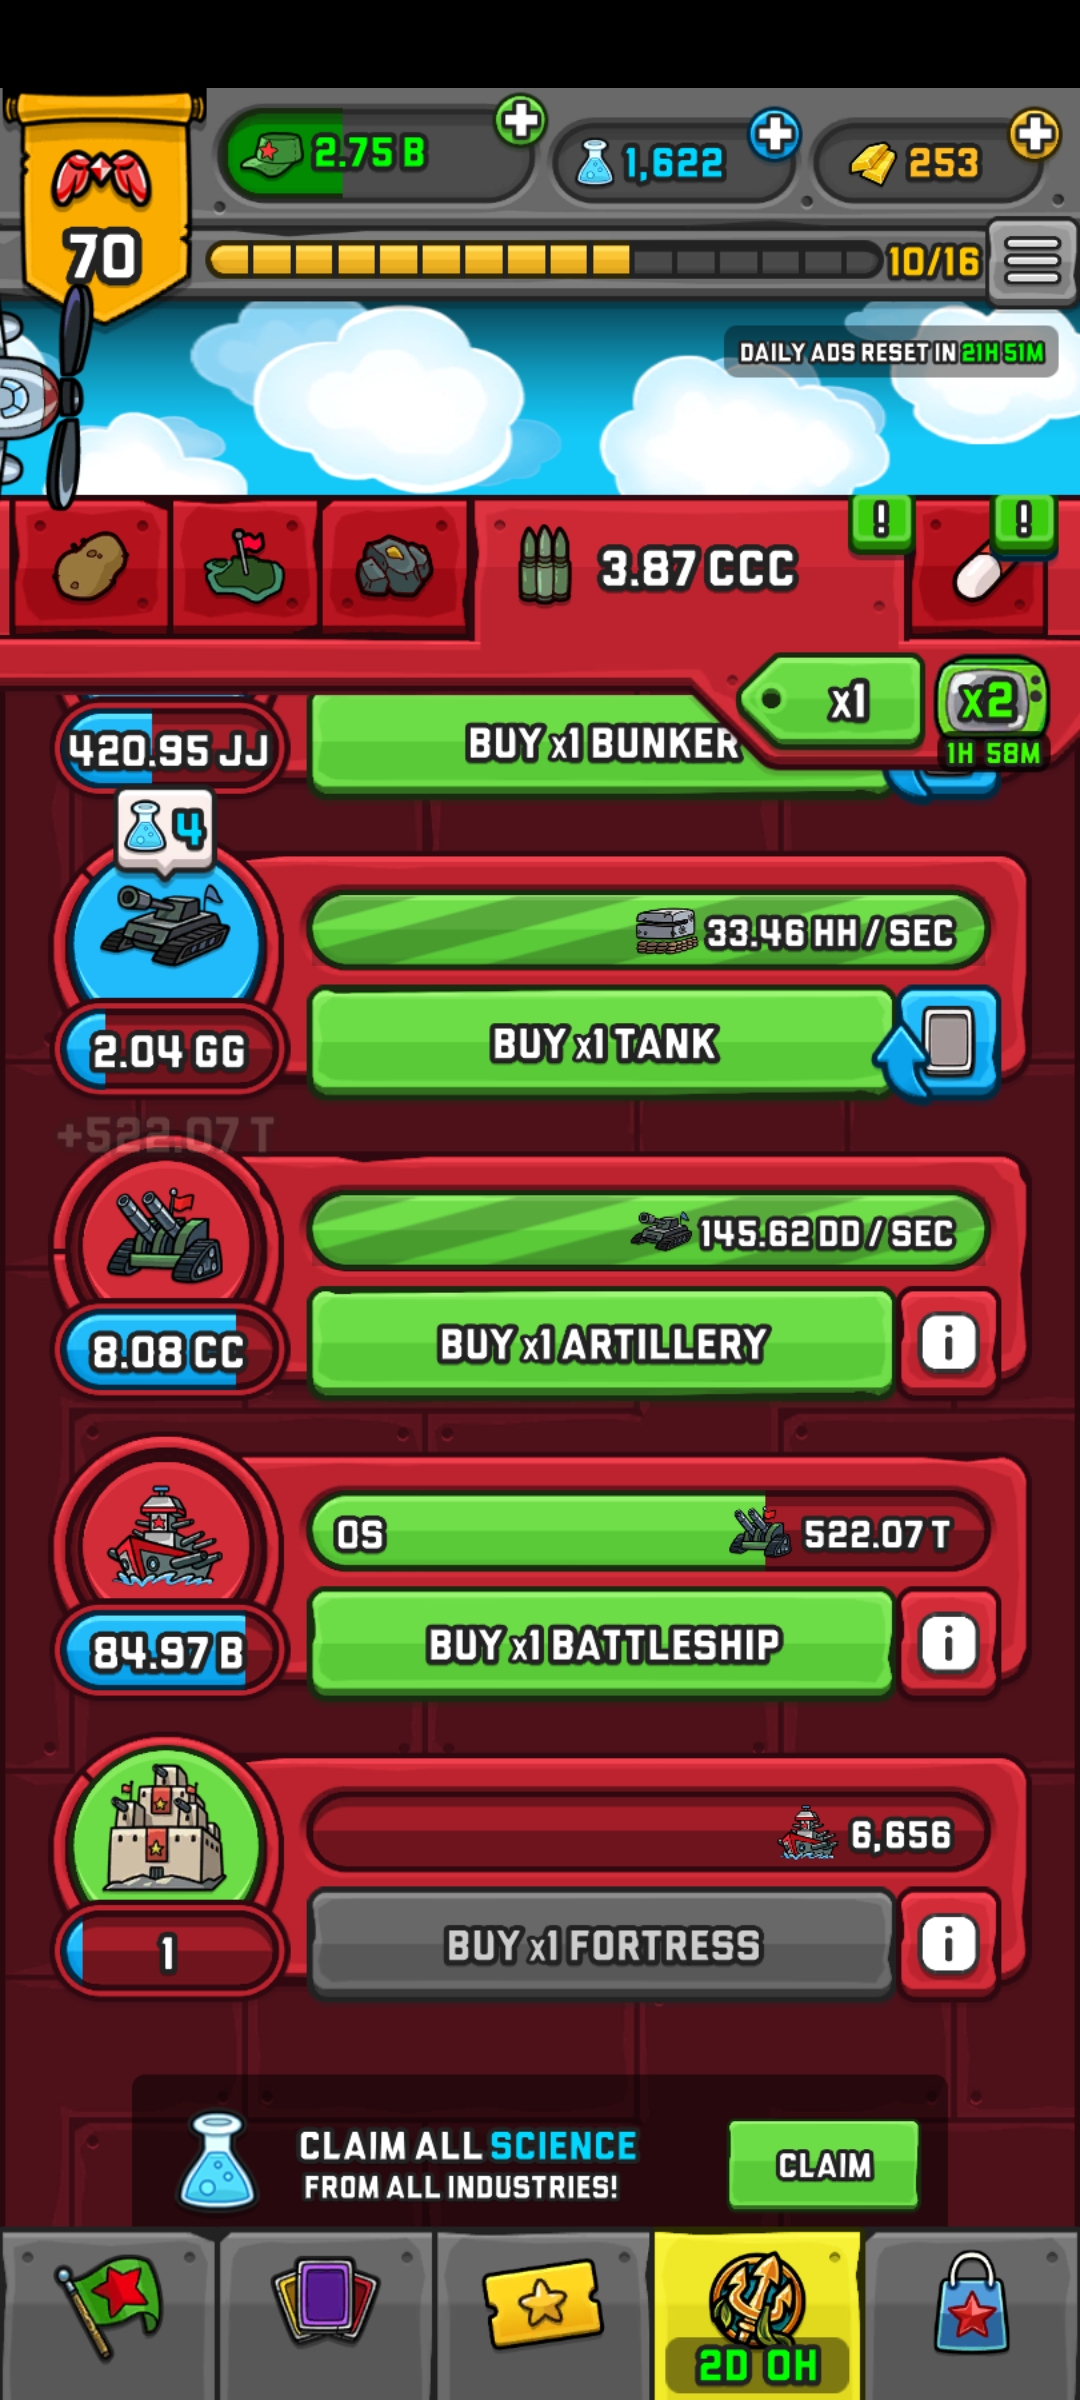 2.75 B
1,622
253
70
10/16
DAILY ADS RESET IN 21H 51M
!
!
3.87 CCC
x1
x2
1H 58M
420.95 JJ
BUY x1 BUNKER
4
33.46 HH / SEC
2.04 GG
BUY x1 TANK
+522.07 T
145.62 DD / SEC
8.08 CC
BUY x1 ARTILLERY
i
0S
522.07 T
84.97 B
BUY x1 BATTLESHIP
i
6,656
1
BUY x1 FORTRESS
i
CLAIM ALL SCIENCE
FROM ALL INDUSTRIES!
CLAIM
2D 0H